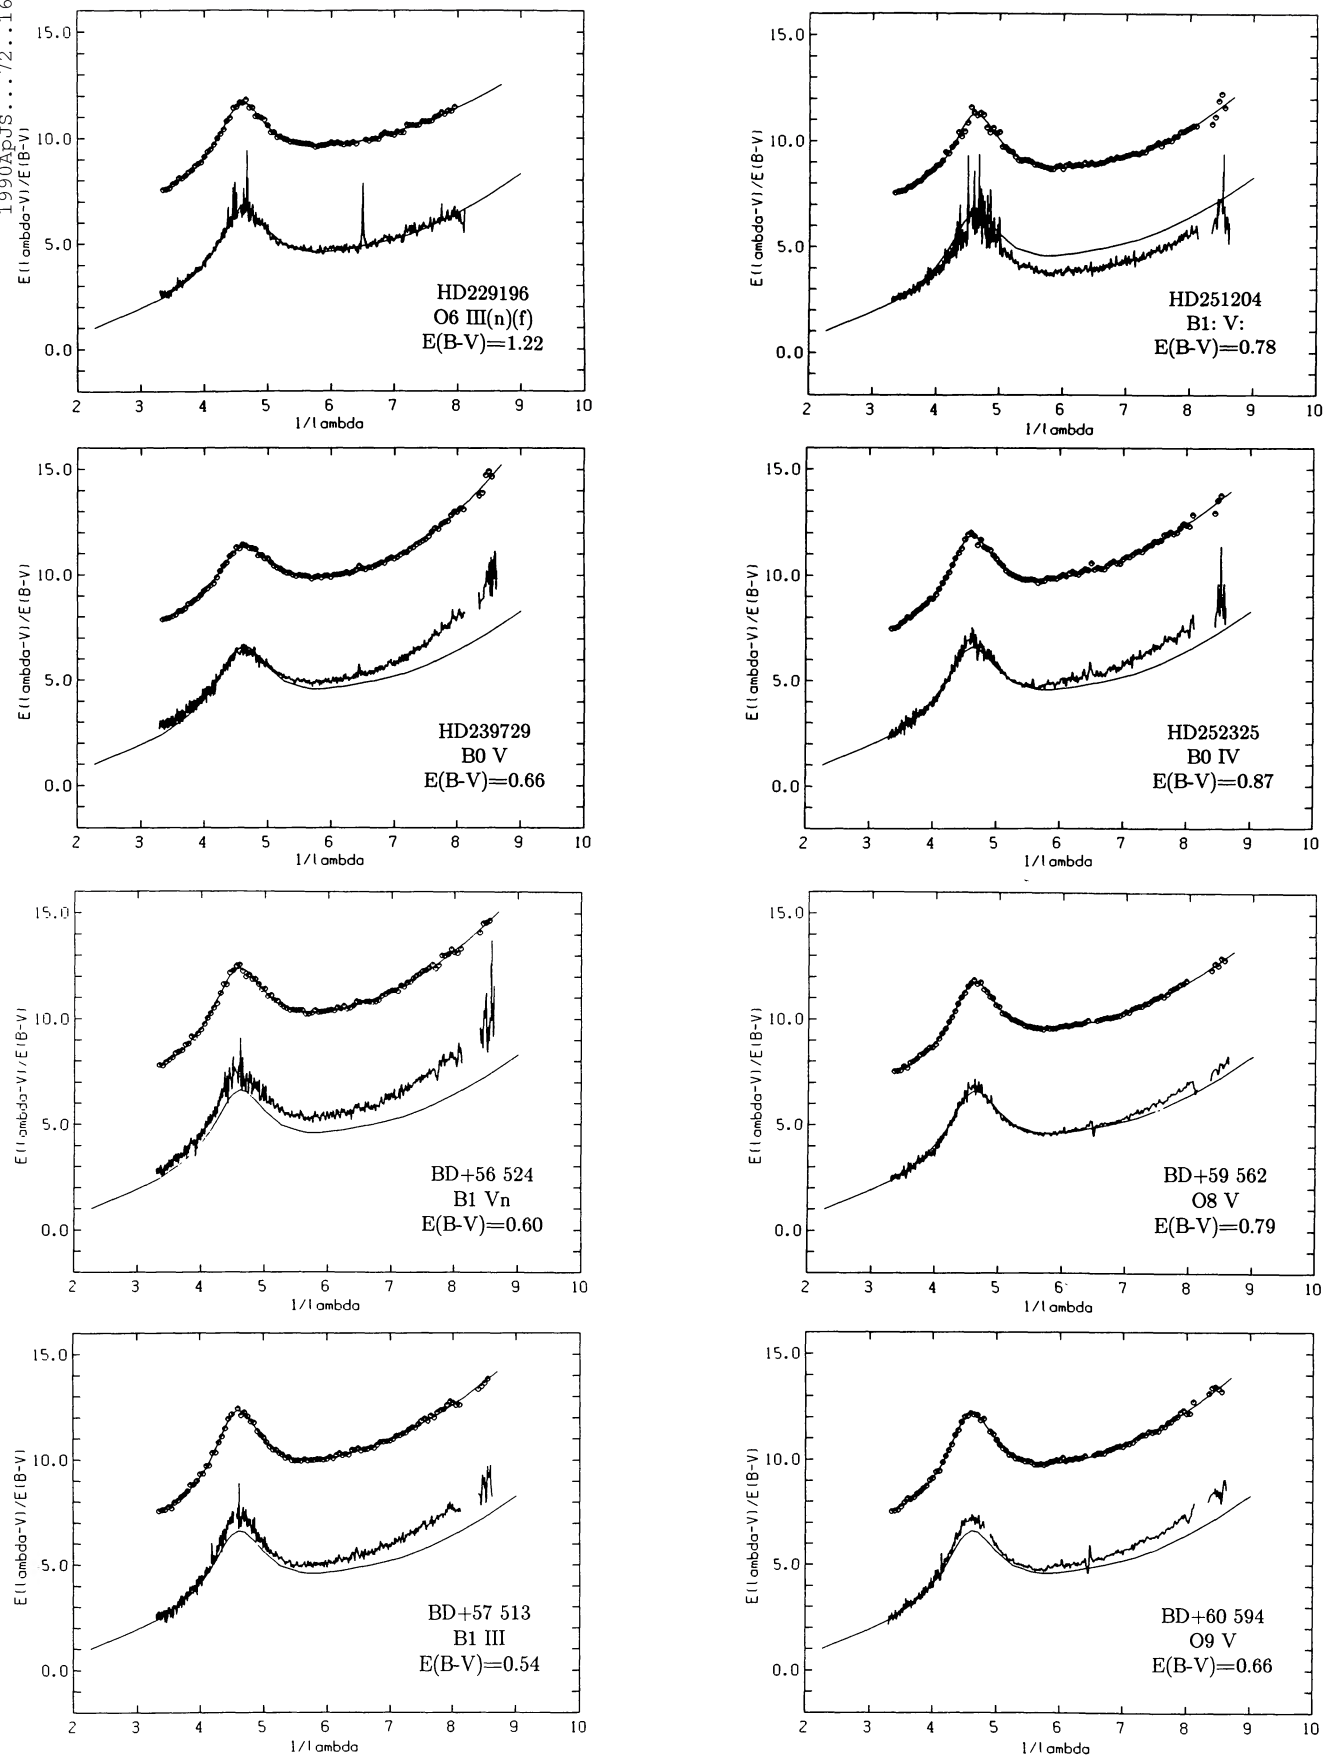 1990ApJS...72..16
E(lambda-V)/E(B-V)
15.0
10.0
5.0
0.0
HD229196
O6 III(n)(f)
E(B-V)=1.22
2 3 4 5 6 7 8 9 10
1/lambda
E(lambda-V)/E(B-V)
15.0
10.0
5.0
0.0
HD251204
B1: V:
E(B-V)=0.78
2 3 4 5 6 7 8 9 10
1/lambda
E(lambda-V)/E(B-V)
15.0
10.0
5.0
0.0
HD239729
B0 V
E(B-V)=0.66
2 3 4 5 6 7 8 9 10
1/lambda
E(lambda-V)/E(B-V)
15.0
10.0
5.0
0.0
HD252325
B0 IV
E(B-V)=0.87
2 3 4 5 6 7 8 9 10
1/lambda
E(lambda-V)/E(B-V)
15.0
10.0
5.0
0.0
BD+56 524
B1 Vn
E(B-V)=0.60
2 3 4 5 6 7 8 9 10
1/lambda
E(lambda-V)/E(B-V)
15.0
10.0
5.0
0.0
BD+59 562
O8 V
E(B-V)=0.79
2 3 4 5 6 7 8 9 10
1/lambda
E(lambda-V)/E(B-V)
15.0
10.0
5.0
0.0
BD+57 513
B1 III
E(B-V)=0.54
2 3 4 5 6 7 8 9 10
1/lambda
E(lambda-V)/E(B-V)
15.0
10.0
5.0
0.0
BD+60 594
O9 V
E(B-V)=0.66
2 3 4 5 6 7 8 9 10
1/lambda